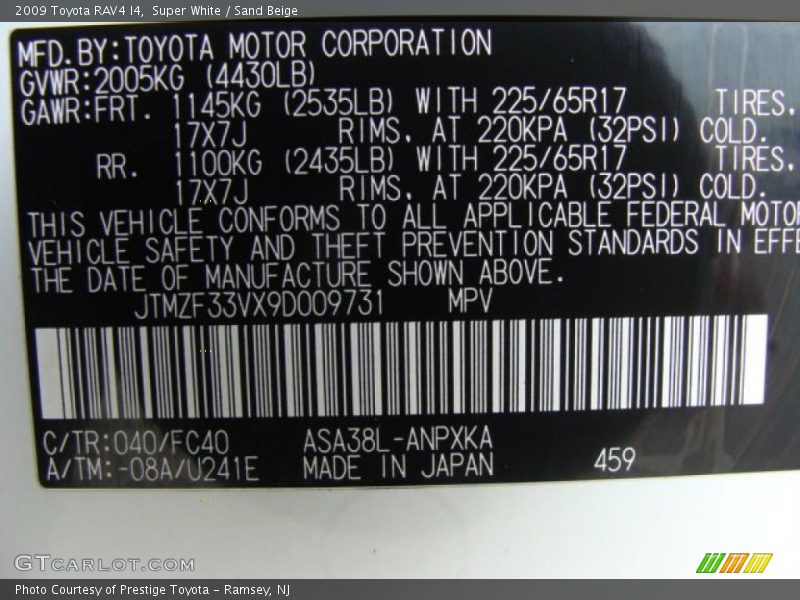 2009 Toyota RAV4 I4,  Super White / Sand Beige
MFD.BY:TOYOTA MOTOR CORPORATION
GVWR:2005KG (4430LB)
GAWR:FRT. 1145KG (2535LB) WITH 225/65R17 TIRES.
17X7J RIMS. AT 220KPA (32PSI) COLD.
RR. 1100KG (2435LB) WITH 225/65R17 TIRES.
17X7J RIMS. AT 220KPA (32PSI) COLD.
THIS VEHICLE CONFORMS TO ALL APPLICABLE FEDERAL MOTOR
VEHICLE SAFETY AND THEFT PREVENTION STANDARDS IN EFFE
THE DATE OF MANUFACTURE SHOWN ABOVE.
JTMZF33VX9D009731 MPV
C/TR:040/FC40 ASA38L-ANPXKA
A/TM:-08A/U241E MADE IN JAPAN 459
GTCARLOT.COM
Photo Courtesy of Prestige Toyota - Ramsey, NJ